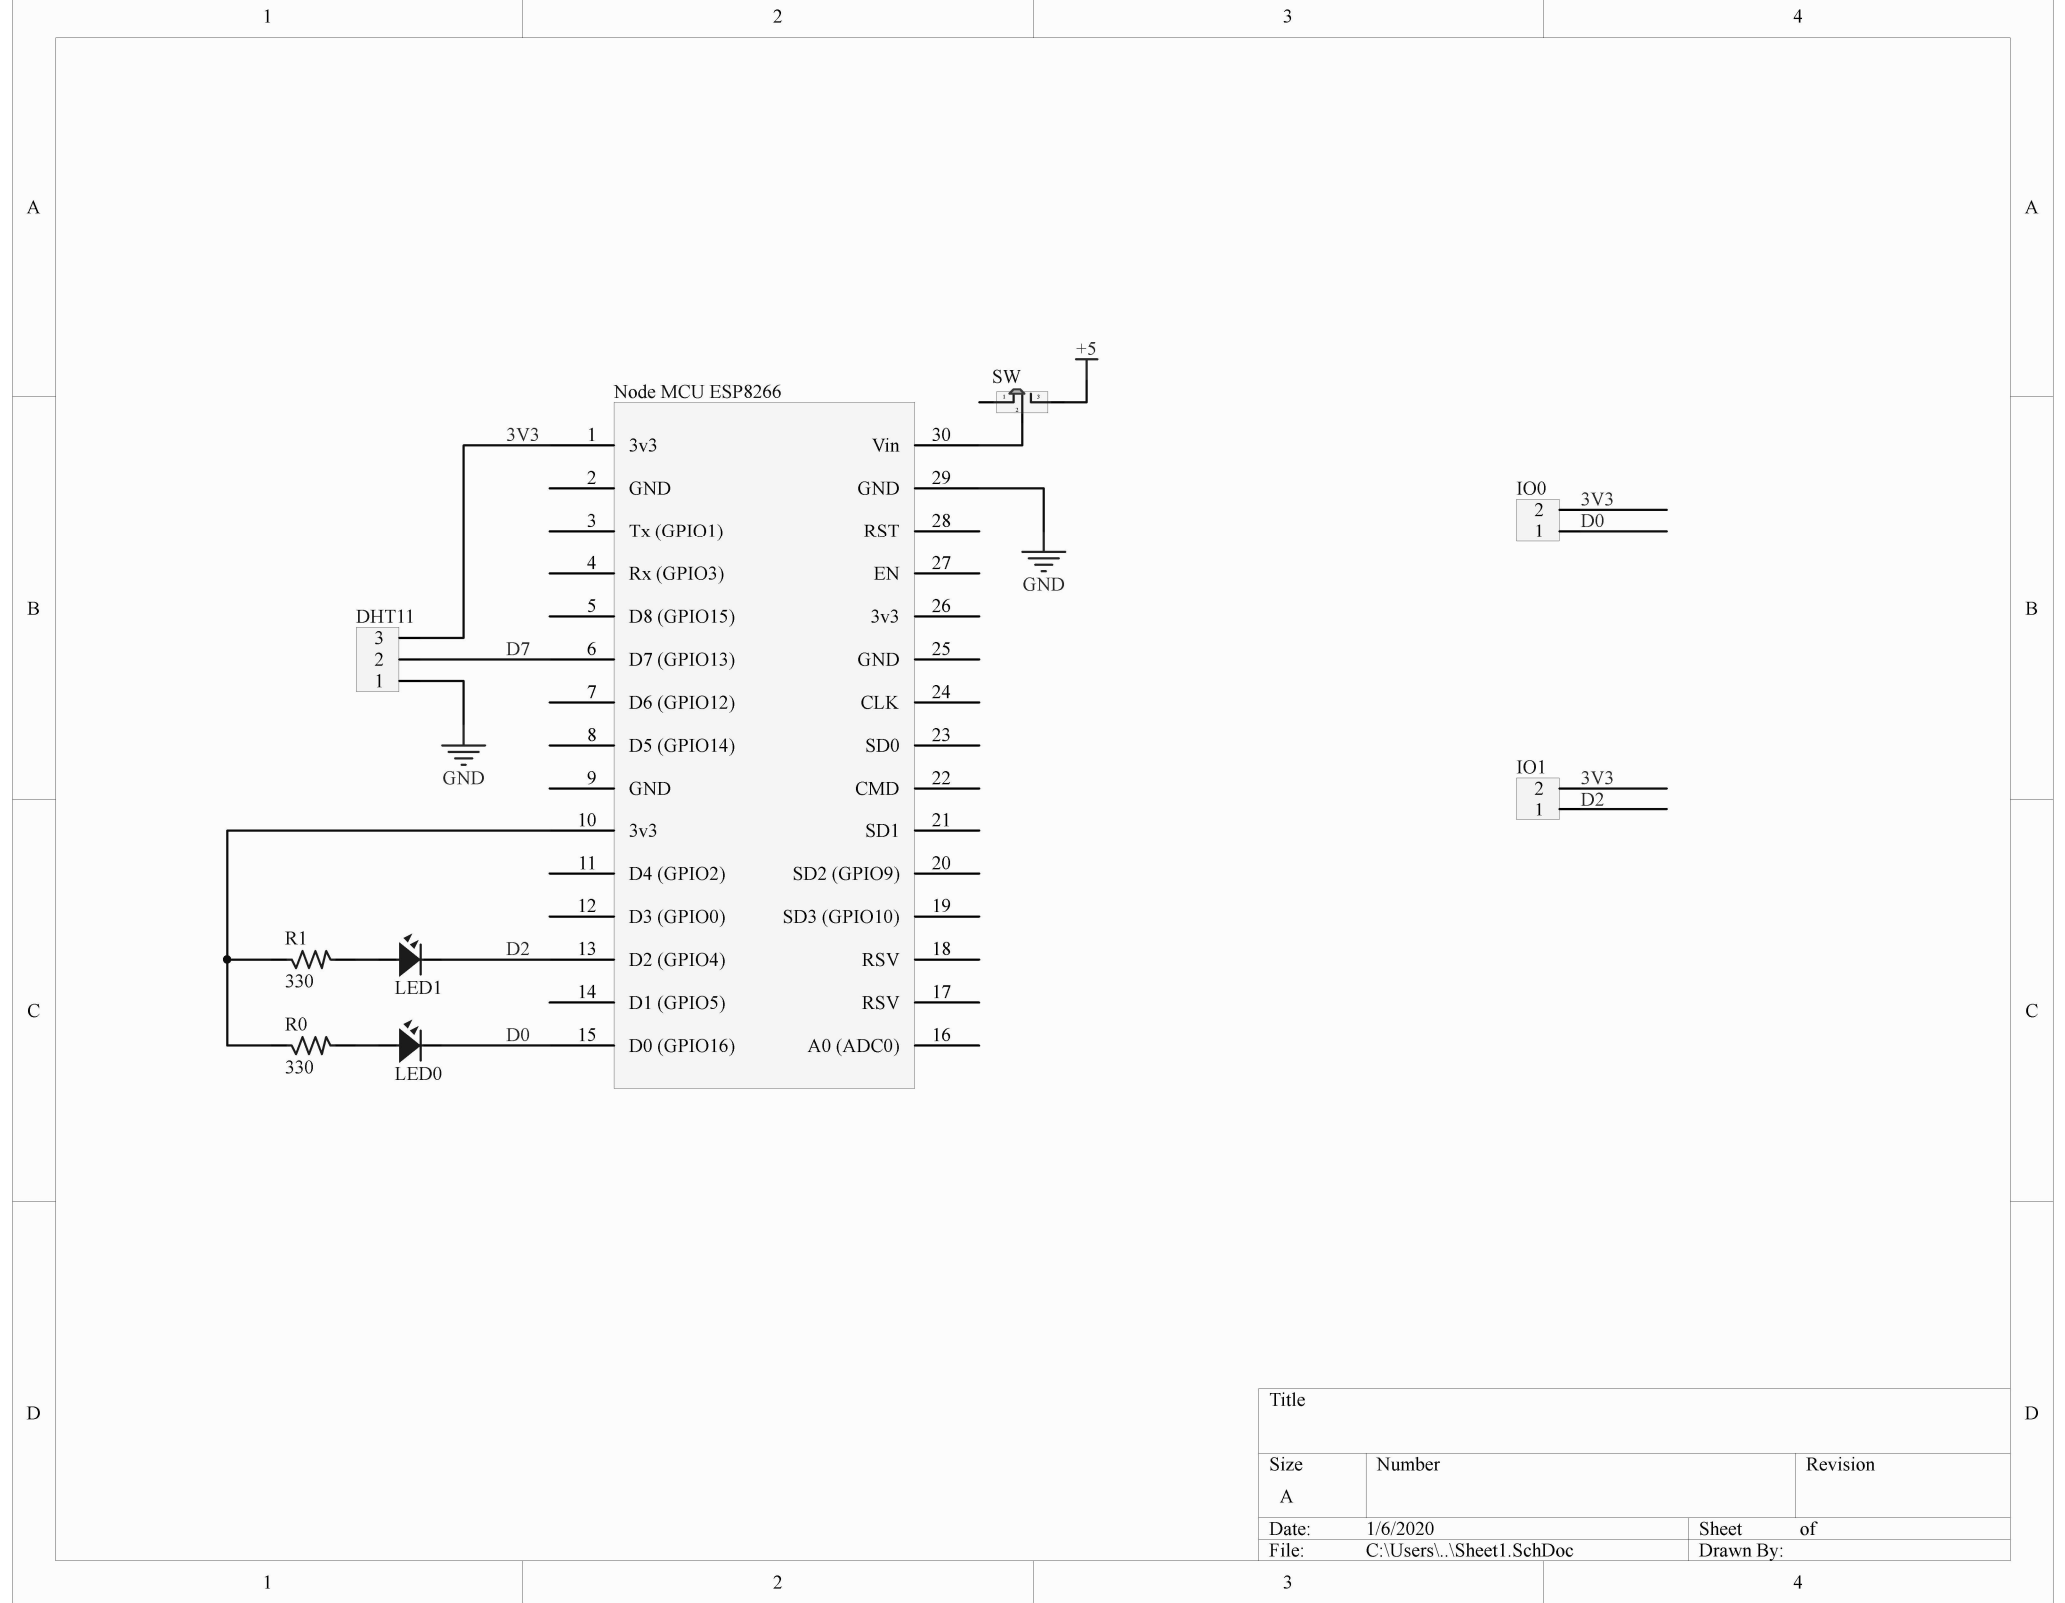 1 2 3 4
A A
+5
SW
1 2 3
Node MCU ESP8266
3V3 1 3v3 Vin 30
2 GND GND 29
3 Tx (GPIO1) RST 28
4 Rx (GPIO3) EN 27
GND
5 D8 (GPIO15) 3v3 26
D7 6 D7 (GPIO13) GND 25
7 D6 (GPIO12) CLK 24
8 D5 (GPIO14) SD0 23
9 GND CMD 22
10 3v3 SD1 21
11 D4 (GPIO2) SD2 (GPIO9) 20
12 D3 (GPIO0) SD3 (GPIO10) 19
D2 13 D2 (GPIO4) RSV 18
14 D1 (GPIO5) RSV 17
D0 15 D0 (GPIO16) A0 (ADC0) 16
DHT11
3
2
1
GND
R1
330
LED1
R0
330
LED0
IO0
2 3V3
1 D0
IO1
2 3V3
1 D2
B B
C C
D D
Title
Size Number Revision
A
Date: 1/6/2020 Sheet of
File: C:\Users\..\Sheet1.SchDoc Drawn By:
1 2 3 4